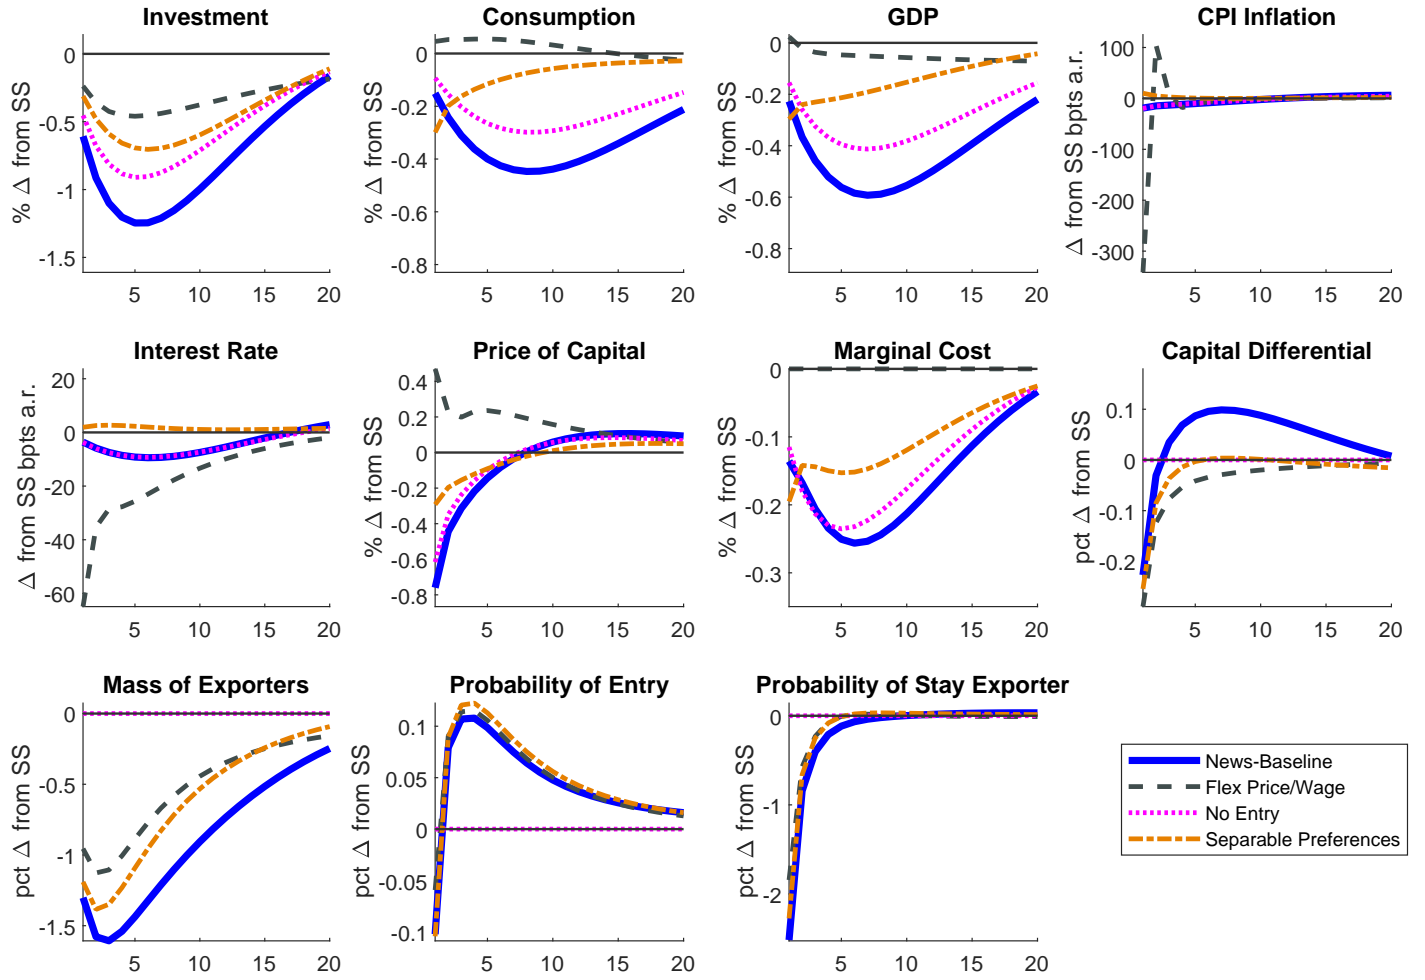 Investment
% Δ from SS
0
-0.5
-1
-1.5
5 10 15 20
Consumption
% Δ from SS
0
-0.2
-0.4
-0.6
-0.8
5 10 15 20
GDP
% Δ from SS
0
-0.2
-0.4
-0.6
-0.8
5 10 15 20
CPI Inflation
Δ from SS bpts a.r.
100
0
-100
-200
-300
5 10 15 20
Interest Rate
Δ from SS bpts a.r.
20
0
-20
-40
-60
5 10 15 20
Price of Capital
% Δ from SS
0.4
0.2
0
-0.2
-0.4
-0.6
-0.8
5 10 15 20
Marginal Cost
% Δ from SS
0
-0.1
-0.2
-0.3
5 10 15 20
Capital Differential
pct Δ from SS
0.1
0
-0.1
-0.2
5 10 15 20
Mass of Exporters
pct Δ from SS
0
-0.5
-1
-1.5
5 10 15 20
Probability of Entry
pct Δ from SS
0.1
0.05
0
-0.05
-0.1
5 10 15 20
Probability of Stay Exporter
pct Δ from SS
0
-1
-2
5 10 15 20
News-Baseline
Flex Price/Wage
No Entry
Separable Preferences